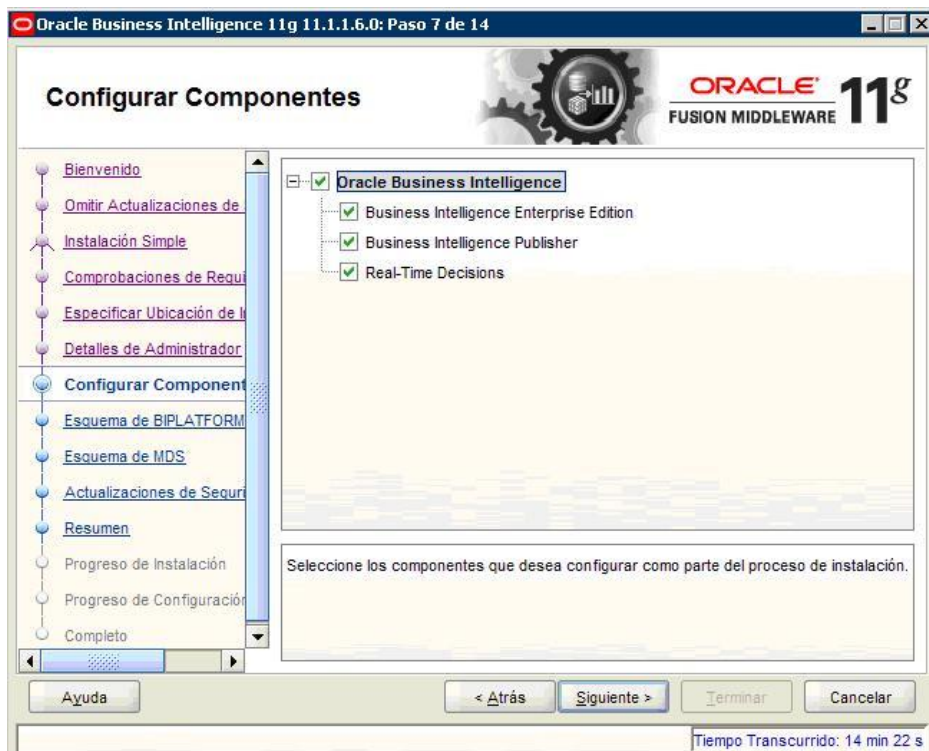 Oracle Business Intelligence 11g 11.1.1.6.0: Paso 7 de 14
Configurar Componentes
ORACLE
FUSION MIDDLEWARE
11g
Bienvenido
Omitir Actualizaciones de
Instalación Simple
Comprobaciones de Requi
Especificar Ubicación de I
Detalles de Administrador
Configurar Component
Esquema de BIPLATFORM
Esquema de MDS
Actualizaciones de Seguri
Resumen
Progreso de Instalación
Progreso de Configuración
Completo
Oracle Business Intelligence
Business Intelligence Enterprise Edition
Business Intelligence Publisher
Real-Time Decisions
Seleccione los componentes que desea configurar como parte del proceso de instalación.
Ayuda
< Atrás
Siguiente >
Terminar
Cancelar
Tiempo Transcurrido: 14 min 22 s